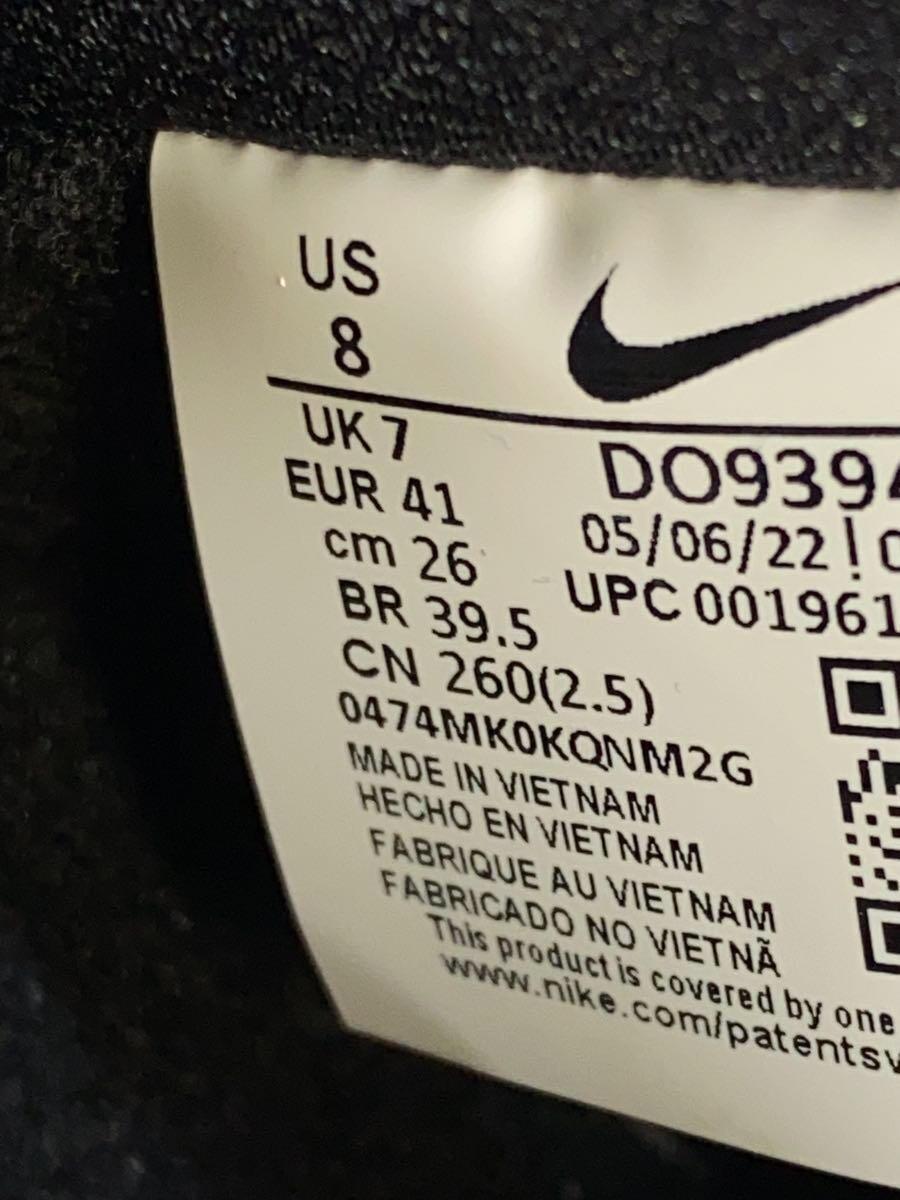 US
8
UK 7
EUR 41
cm 26
BR 39.5
CN 260(2.5)
0474MK0KQNM2G
MADE IN VIETNAM
HECHO EN VIETNAM
FABRIQUE AU VIETNAM
FABRICADO NO VIETNÃ
This product is covered by one
www.nike.com/patents
DO939
05/06/22 !
UPC 001961